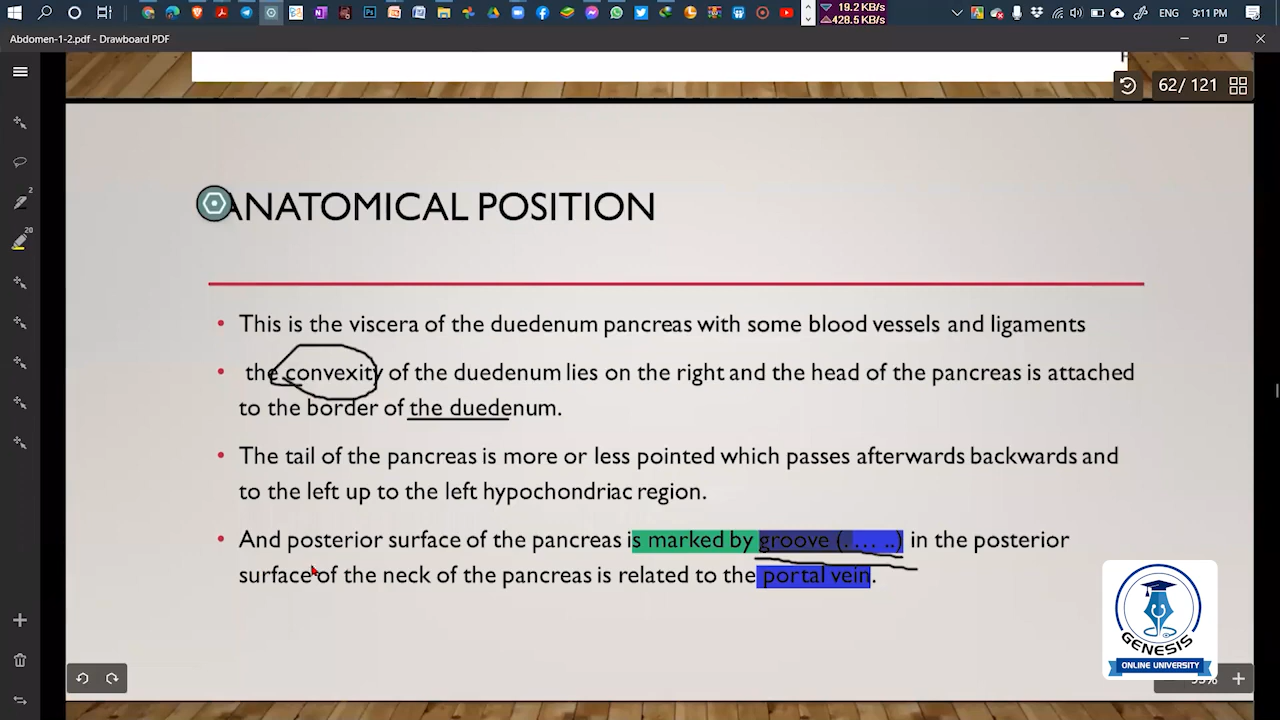 19.2 KB/s
428.5 KB/s
ENG
9:11 PM
Abdomen-1-2.pdf - Drawboard PDF
62/ 121
2
20
ANATOMICAL POSITION
• This is the viscera of the duedenum pancreas with some blood vessels and ligaments
• the convexity of the duedenum lies on the right and the head of the pancreas is attached
to the border of the duedenum.
• The tail of the pancreas is more or less pointed which passes afterwards backwards and
to the left up to the left hypochondriac region.
• And posterior surface of the pancreas is marked by groove (. ... ..) in the posterior
surface of the neck of the pancreas is related to the portal vein.
GENESIS
ONLINE UNIVERSITY